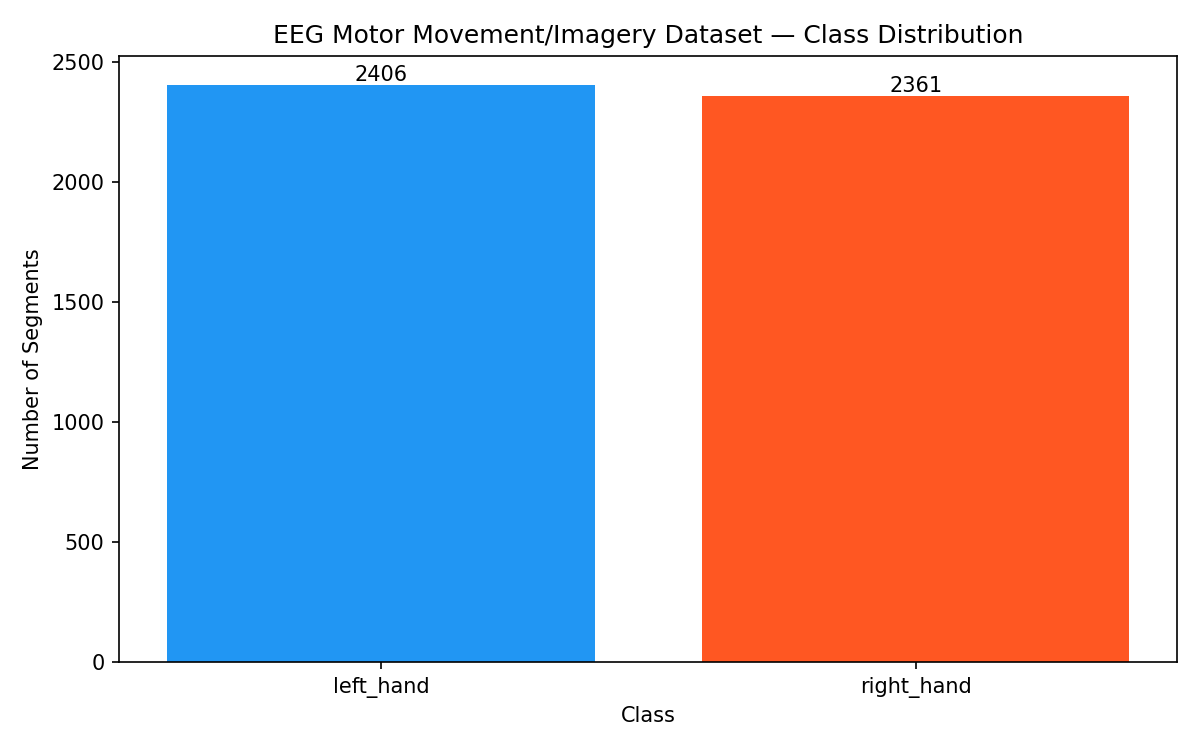 EEG Motor Movement/Imagery Dataset — Class Distribution
2500
2000
1500
1000
500
0
Number of Segments
2406
2361
left_hand
right_hand
Class